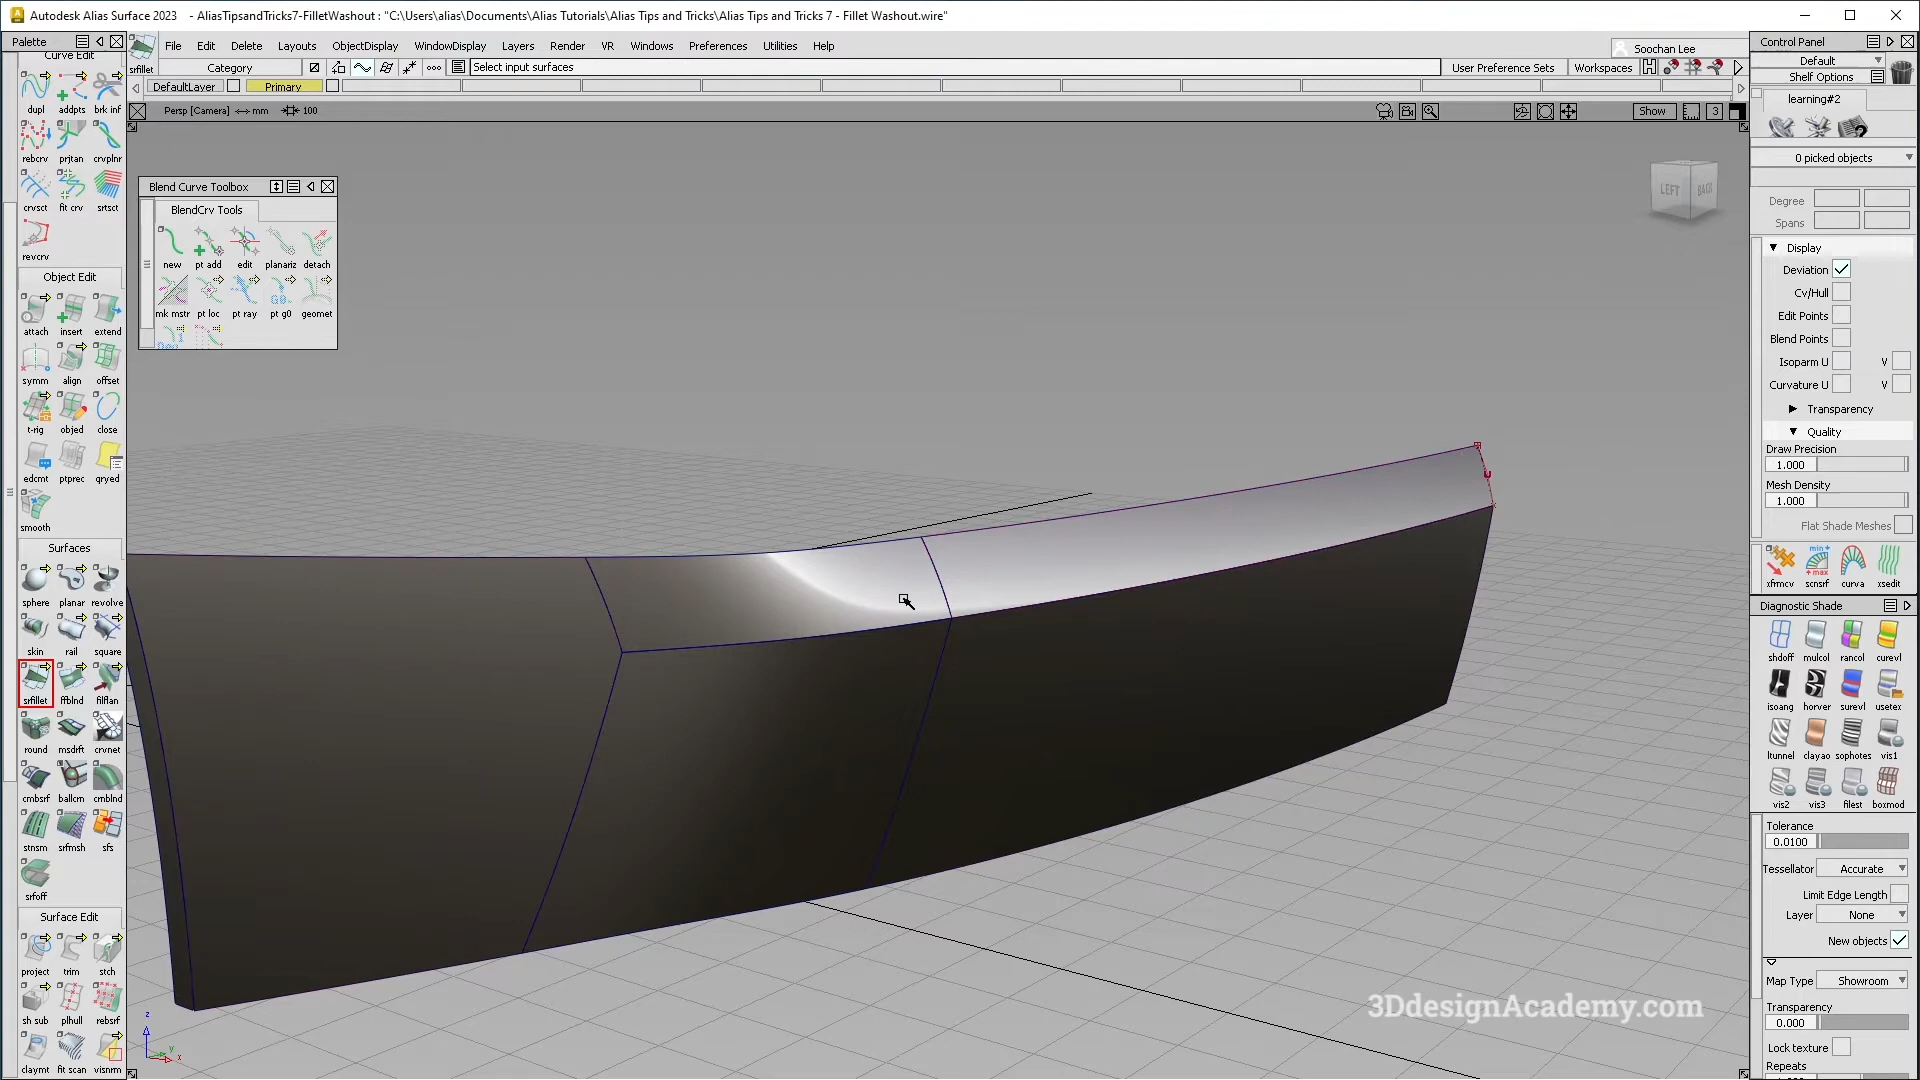 Autodesk Alias Surface 2023 - AliasTipsandTricks7-FilletWashout : "C:\Users\alias\Documents\Alias Tutorials\Alias Tips and Tricks\Alias Tips and Tricks 7 - Fillet Washout.wire"
Palette
Curve Edit
dupl addpts brk inf
rebcrv prjtan crvplnr
crvsct fit crv srtsct
revcrv
Object Edit
attach insert extend
symm align offset
t-rig objed close
edcmt ptprec qryed
smooth
Surfaces
sphere planar revolve
skin rail square
srfillet ffblnd filflan
round msdrft crvnet
cmbsrf ballcrn cmblnd
stnsm srfmsh sfs
srfoff
Surface Edit
project trim stch
sh sub plhull rebsrf
claymt fit scan visnrm
File Edit Delete Layouts ObjectDisplay WindowDisplay Layers Render VR Windows Preferences Utilities Help
Soochan Lee
srfillet Category Select input surfaces User Preference Sets Workspaces
DefaultLayer Primary
Persp [Camera] <-> mm 100 Show 3
Blend Curve Toolbox
BlendCrv Tools
new pt add edit planariz detach
mk mstr pt loc pt ray pt g0 geomet
LEFT BACK
z
y
x
3DdesignAcademy.com
Control Panel
Default
Shelf Options
learning#2
0 picked objects
Degree
Spans
Display
Deviation
Cv/Hull
Edit Points
Blend Points
Isoparm U V
Curvature U V
Transparency
Quality
Draw Precision
1.000
Mesh Density
1.000
Flat Shade Meshes
xfrmcv scnsrf curva xsedit
Diagnostic Shade
shdoff mulcol rancol curevl
isoang horver surevl usetex
ltunnel clayao sophotes vis1
vis2 vis3 filest boxmod
Tolerance
0.0100
Tessellator Accurate
Limit Edge Length
Layer None
New objects
Map Type Showroom
Transparency
0.000
Lock texture
Repeats